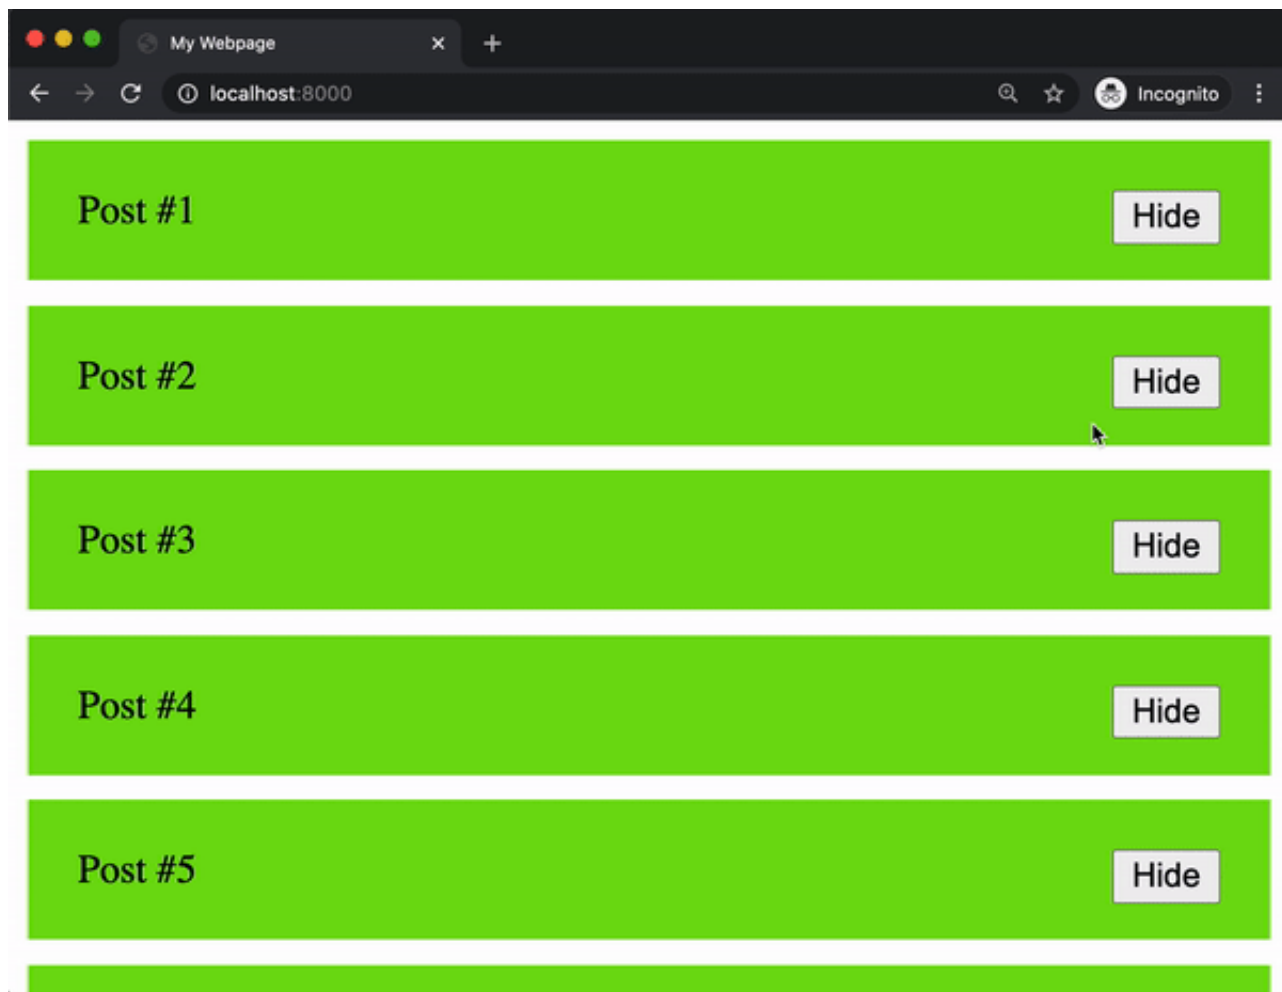 My Webpage
localhost:8000
Incognito
Post #1
Hide
Post #2
Hide
Post #3
Hide
Post #4
Hide
Post #5
Hide